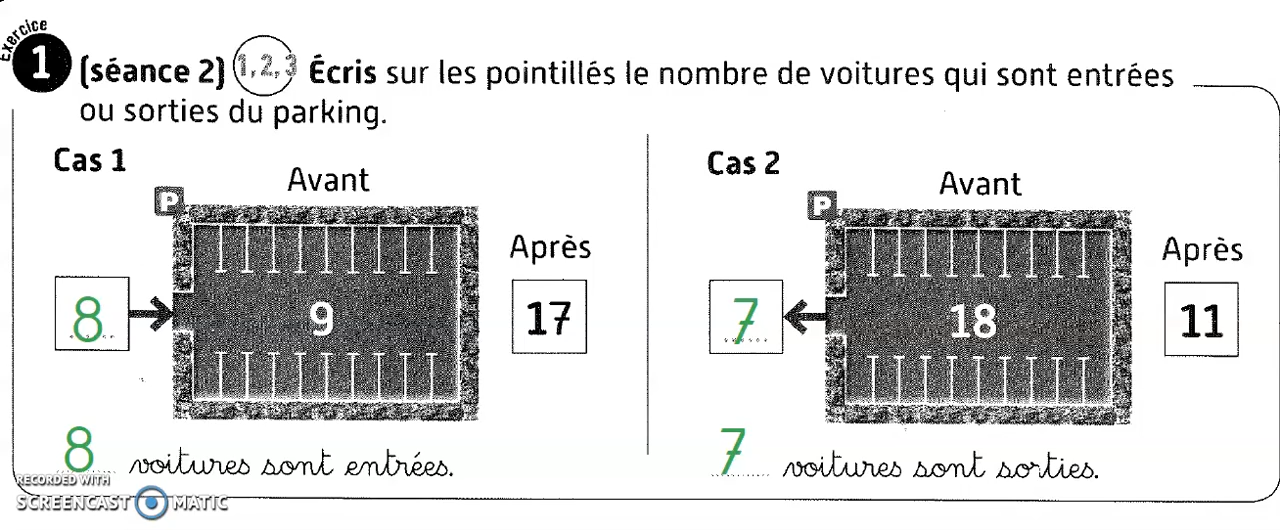 Exercice
1 (séance 2) 1, 2, 3 Écris sur les pointillés le nombre de voitures qui sont entrées
ou sorties du parking.
Cas 1
Avant
P
Après
8
9
17
8 voitures sont entrées.
Cas 2
Avant
P
Après
7
18
11
7 voitures sont sorties.
RECORDED WITH
SCREENCAST MATIC